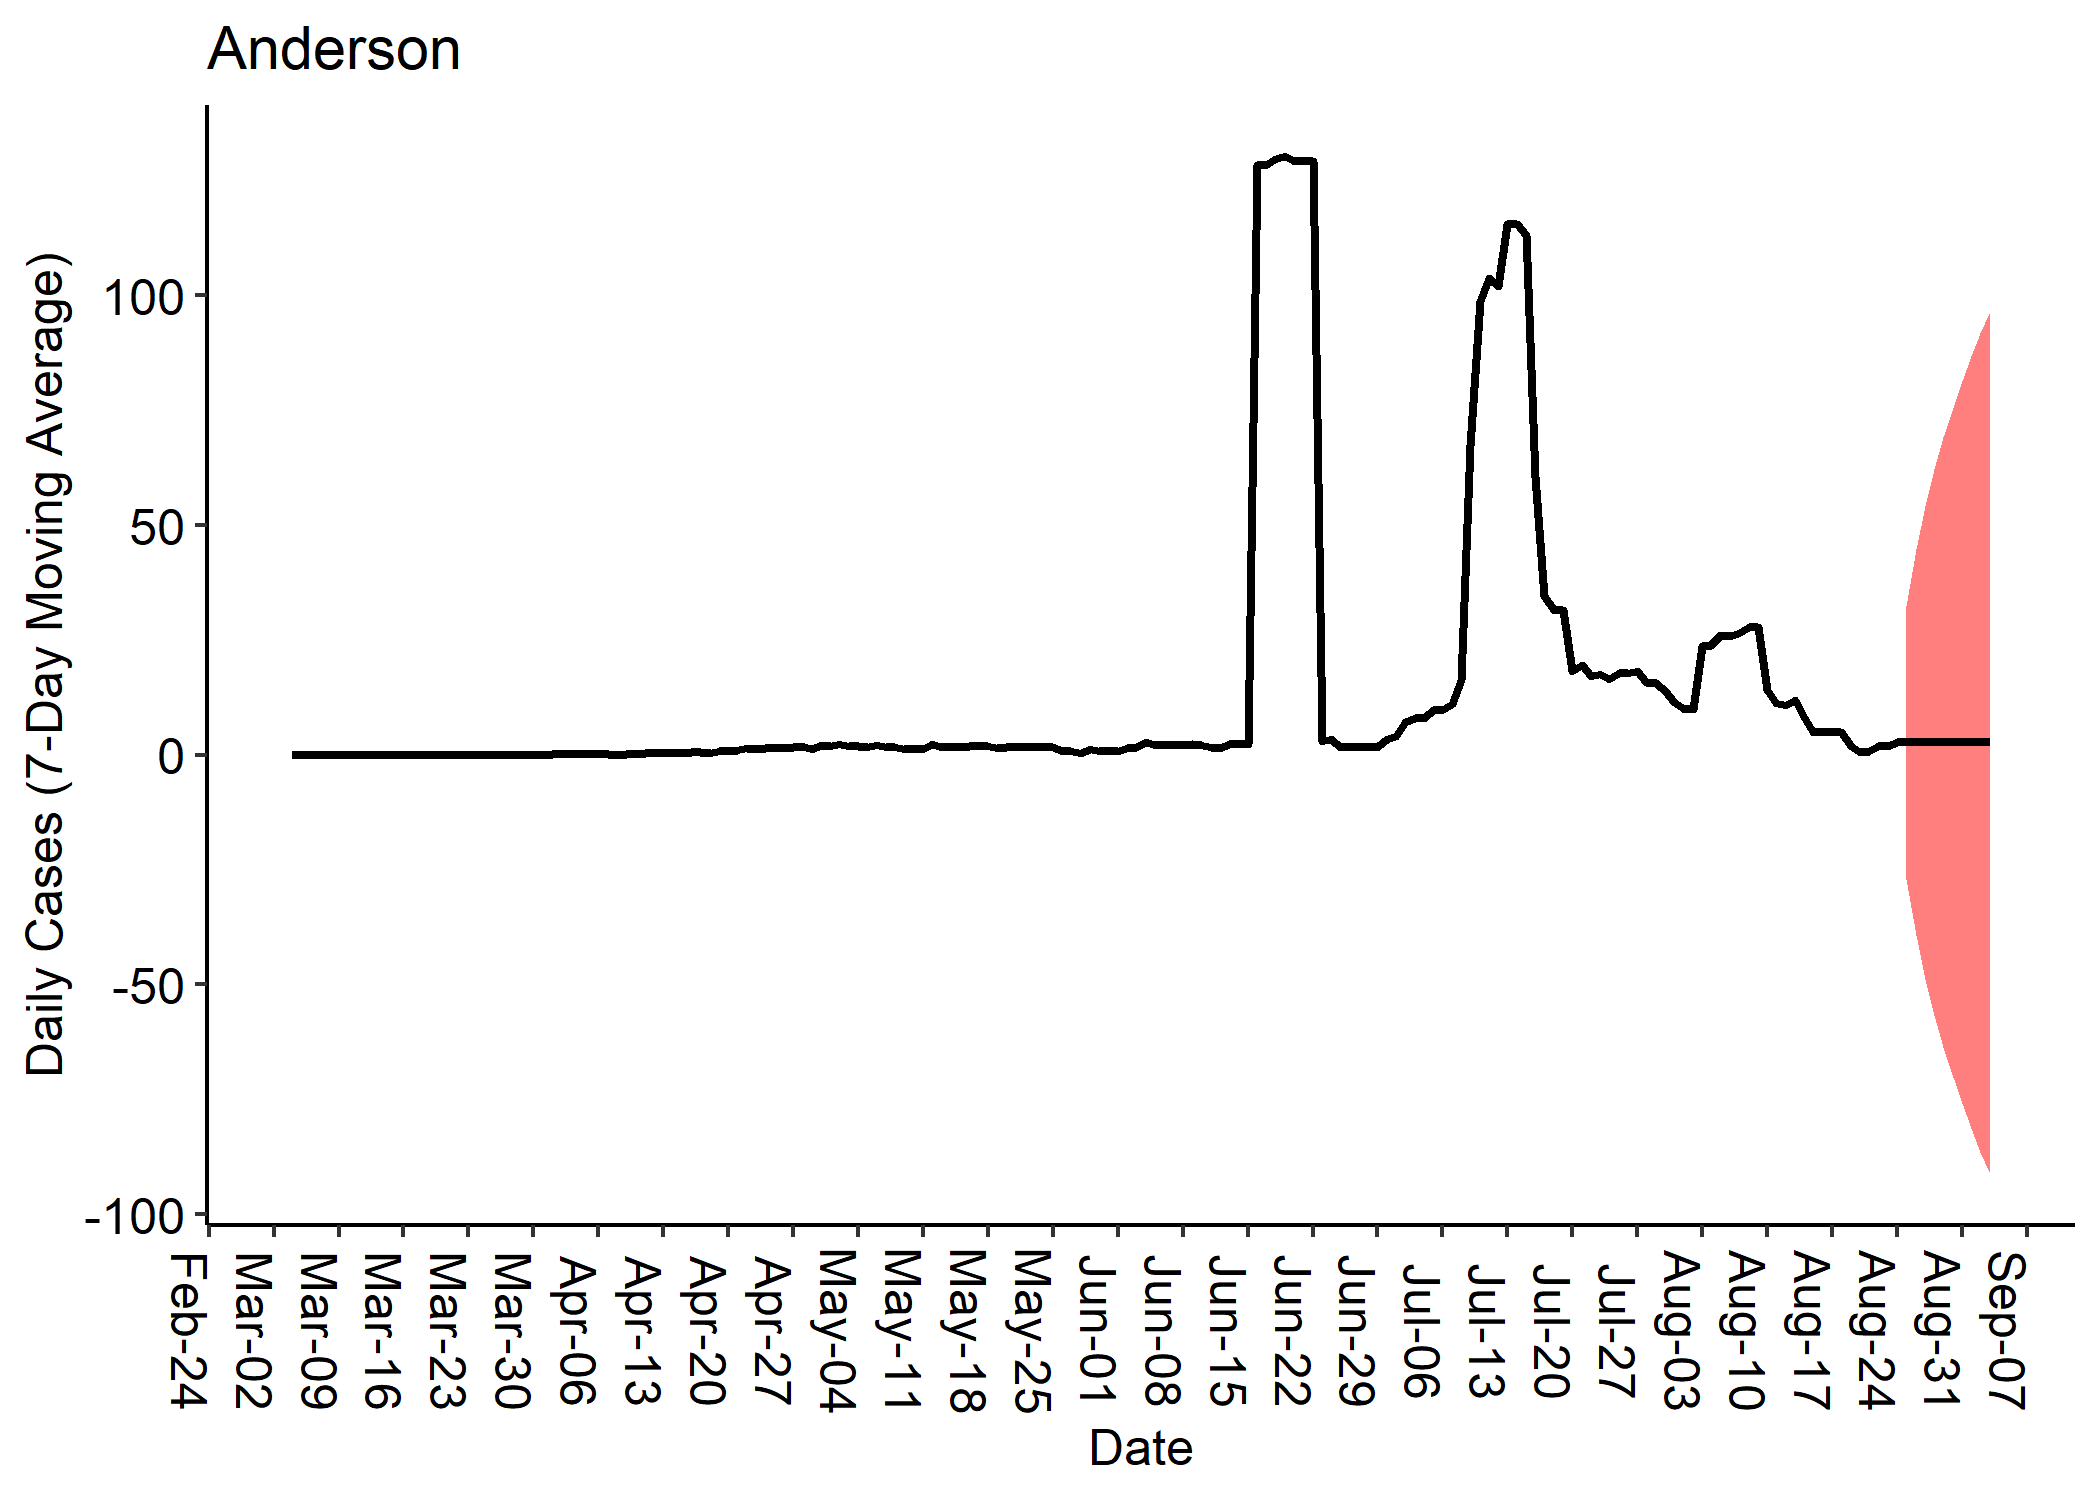 Anderson
Daily Cases (7-Day Moving Average)
100
50
0
-50
-100
Feb-24
Mar-02
Mar-09
Mar-16
Mar-23
Mar-30
Apr-06
Apr-13
Apr-20
Apr-27
May-04
May-11
May-18
May-25
Jun-01
Jun-08
Jun-15
Jun-22
Jun-29
Jul-06
Jul-13
Jul-20
Jul-27
Aug-03
Aug-10
Aug-17
Aug-24
Aug-31
Sep-07
Date